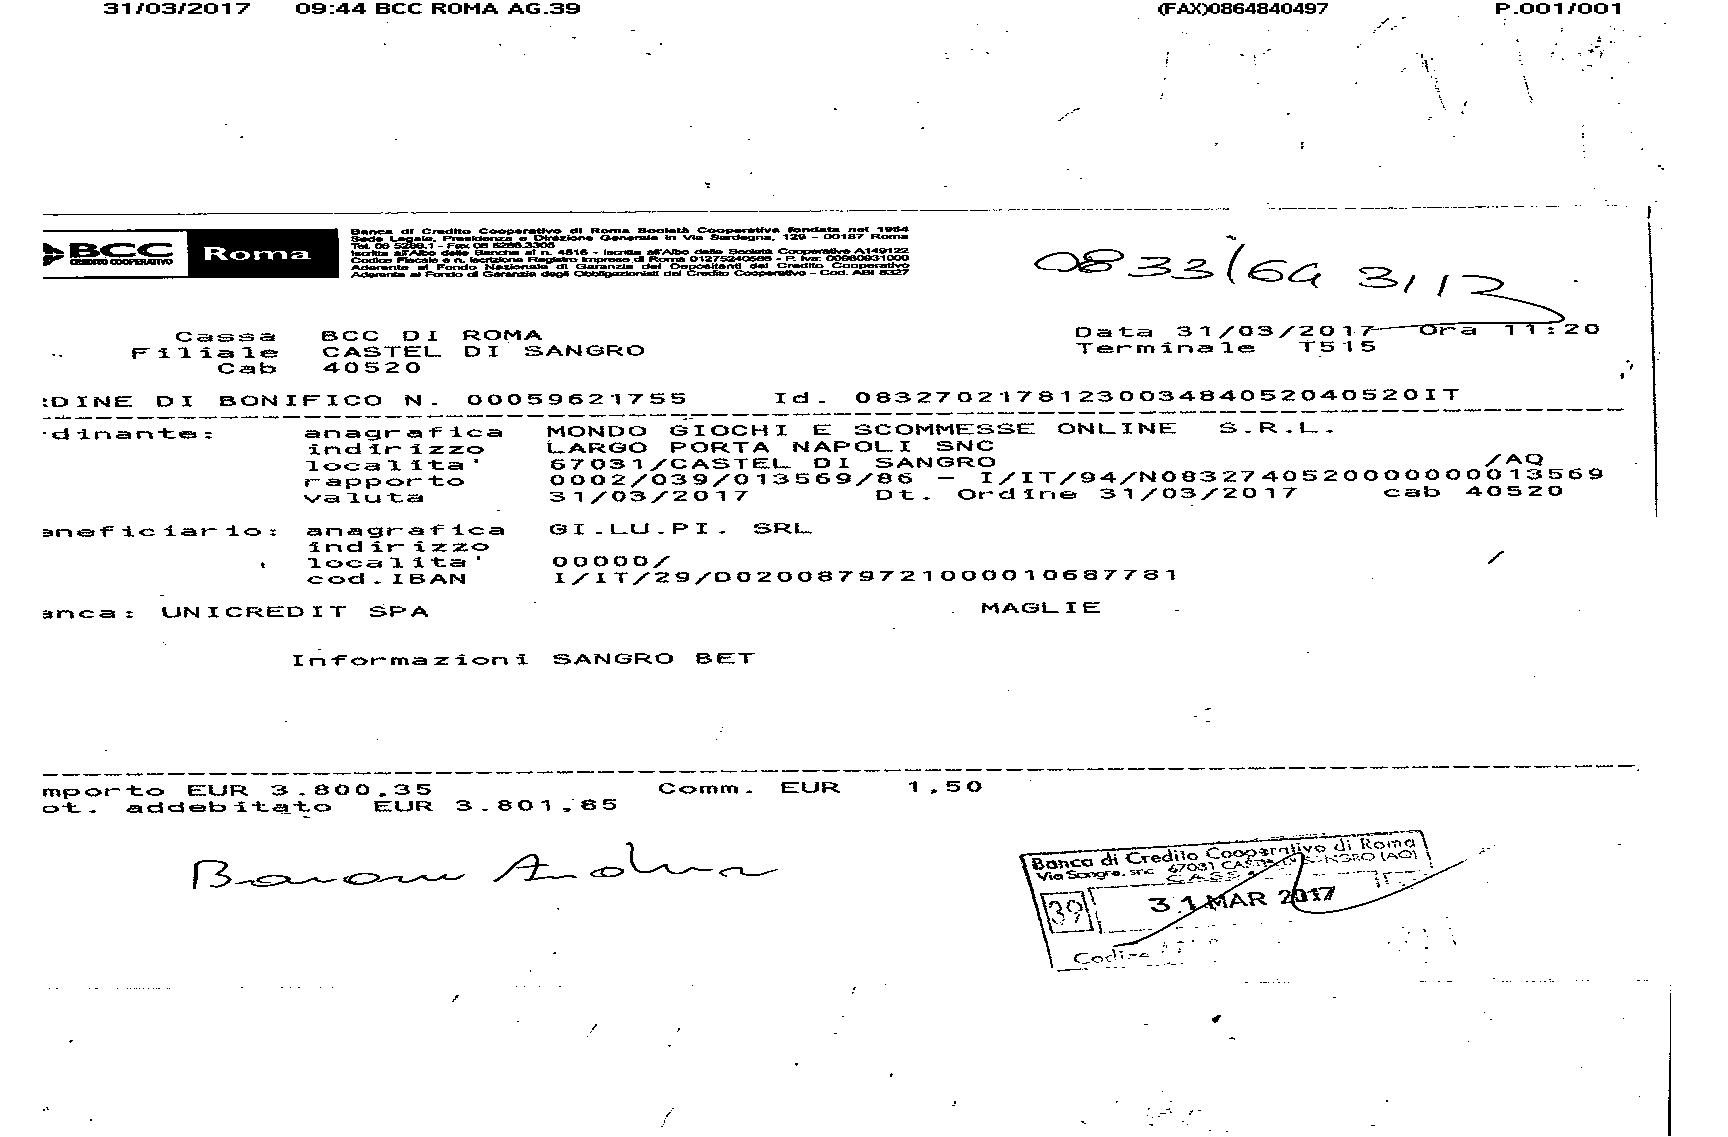 31/03/2017 09:44 BCC ROMA AG.39 (FAX)0864840497 P.001/001
BCC Roma
CREDITO COOPERATIVO
Banca di Credito Cooperativo di Roma Società Cooperativa fondata nel 1954
Sede Legale, Presidenza e Direzione Generale in Via Sardegna, 129 - 00187 Roma
Tel. 06 5286.1 - Fax 06 5286.3305
Iscritta all'Albo delle Banche al n. 4516 - Iscritta all'Albo delle Società Cooperative A149122
Codice Fiscale e n. Iscrizione Registro Imprese di Roma 01275240586 - P. Iva: 00980931000
Aderente al Fondo Nazionale di Garanzia dei Depositanti del Credito Cooperativo
Aderente al Fondo di Garanzia degli Obbligazionisti del Credito Cooperativo - Cod. ABI 8327
0833/64 3112
Cassa BCC DI ROMA Data 31/03/2017 Ora 11:20
Filiale CASTEL DI SANGRO Terminale T515
Cab 40520
RDINE DI BONIFICO N. 00059621755 Id. 0832702178123003484052040520IT
rdinante: anagrafica MONDO GIOCHI E SCOMMESSE ONLINE S.R.L.
indirizzo LARGO PORTA NAPOLI SNC
localita' 67031/CASTEL DI SANGRO /AQ
rapporto 0002/039/013569/86 - I/IT/94/N0832740520000000013569
valuta 31/03/2017 Dt. Ordine 31/03/2017 cab 40520
eneficiario: anagrafica GI.LU.PI. SRL
indirizzo
localita' 00000/ /
cod.IBAN I/IT/29/D0200879721000010687781
anca: UNICREDIT SPA MAGLIE
Informazioni SANGRO BET
mporto EUR 3.800,35 Comm. EUR 1,50
ot. addebitato EUR 3.801,85
Banca di Credito Cooperativo di Roma
Via Sangro, snc 67031 CASTEL DI SANGRO (AQ)
CASSA
39 31 MAR 2017
Codice